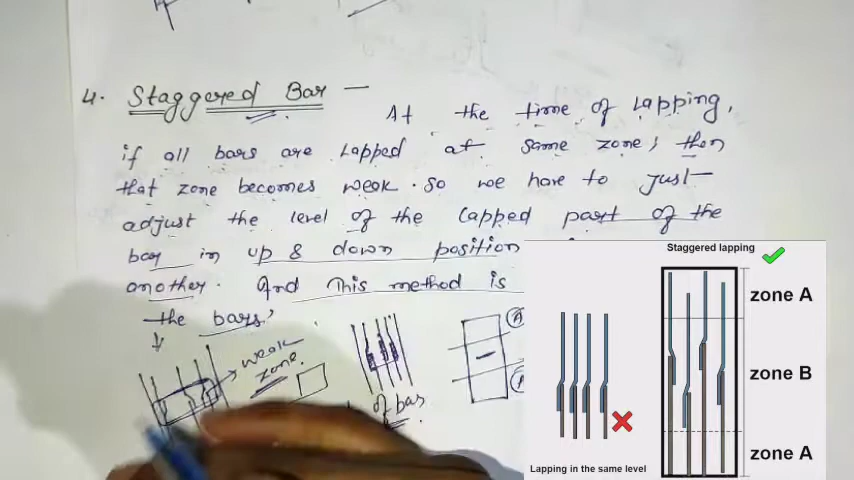 4. Staggered Bar —
At the time of Lapping,
if all bars are Lapped at same zone, then
that zone becomes weak. so we have to just
adjust the level of the lapped part of the
bar in up & down position
another. And This method is
the bars.
weak
zone.
of bar
A
A
Staggered lapping
zone A
zone B
zone A
Lapping in the same level